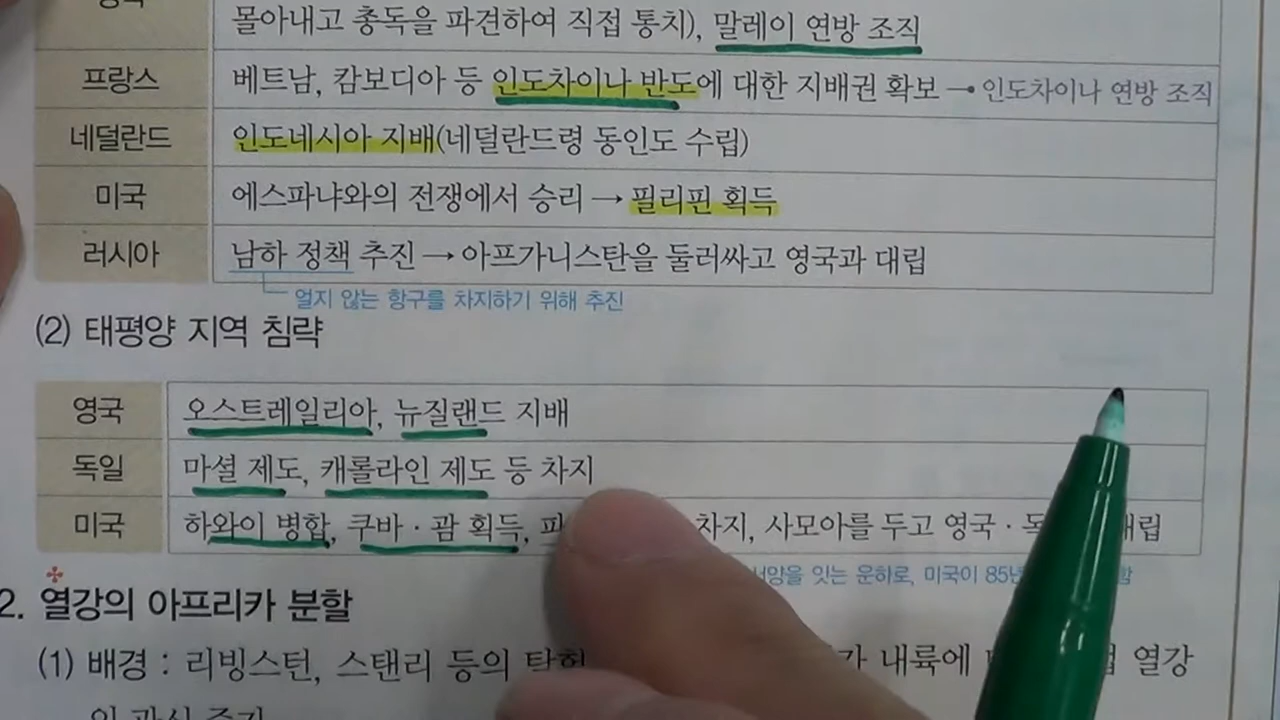 몰아내고 총독을 파견하여 직접 통치), 말레이 연방 조직
프랑스 베트남, 캄보디아 등 인도차이나 반도에 대한 지배권 확보 → 인도차이나 연방 조직
네덜란드 인도네시아 지배(네덜란드령 동인도 수립)
미국 에스파냐와의 전쟁에서 승리 → 필리핀 획득
러시아 남하 정책 추진 → 아프가니스탄을 둘러싸고 영국과 대립
얼지 않는 항구를 차지하기 위해 추진
(2) 태평양 지역 침략
영국 오스트레일리아, 뉴질랜드 지배
독일 마셜 제도, 캐롤라인 제도 등 차지
미국 하와이 병합, 쿠바·괌 획득, 차지, 사모아를 두고 영국·
잇는 운하로, 미국이
2. 열강의 아프리카 분할
(1) 배경 : 리빙스턴, 스탠리 등의 내륙에 열강